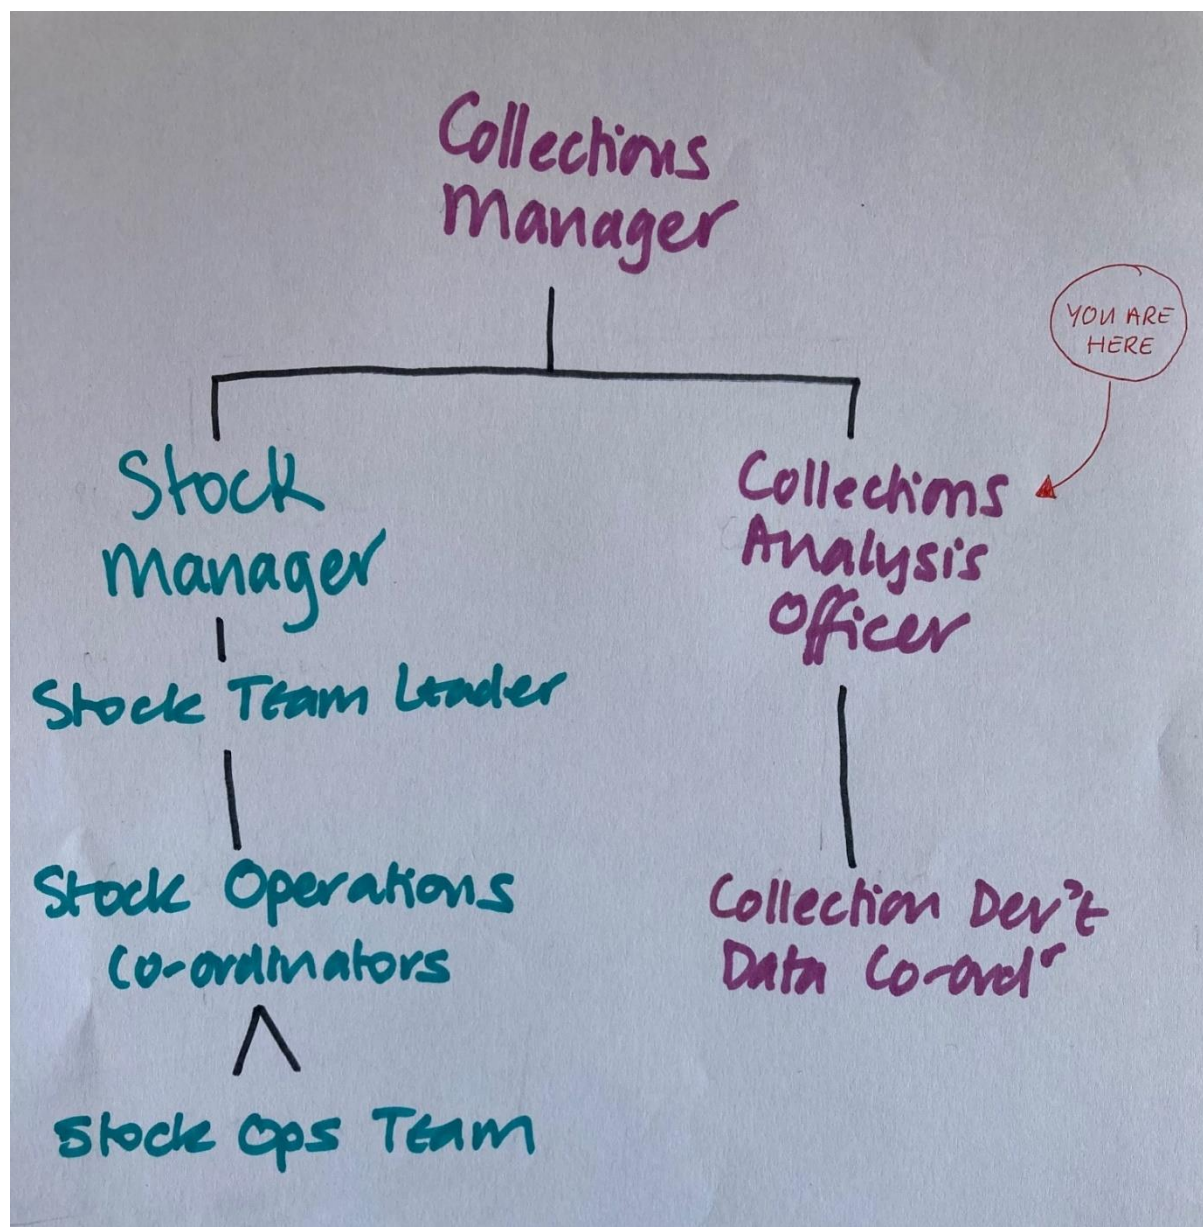 Collections
Manager
YOU ARE
HERE
Stock
Manager
Collections
Analysis
Officer
Stock Team Leader
Stock Operations
Co-ordinators
Collection Dev't
Data Co-ordr
Stock Ops Team